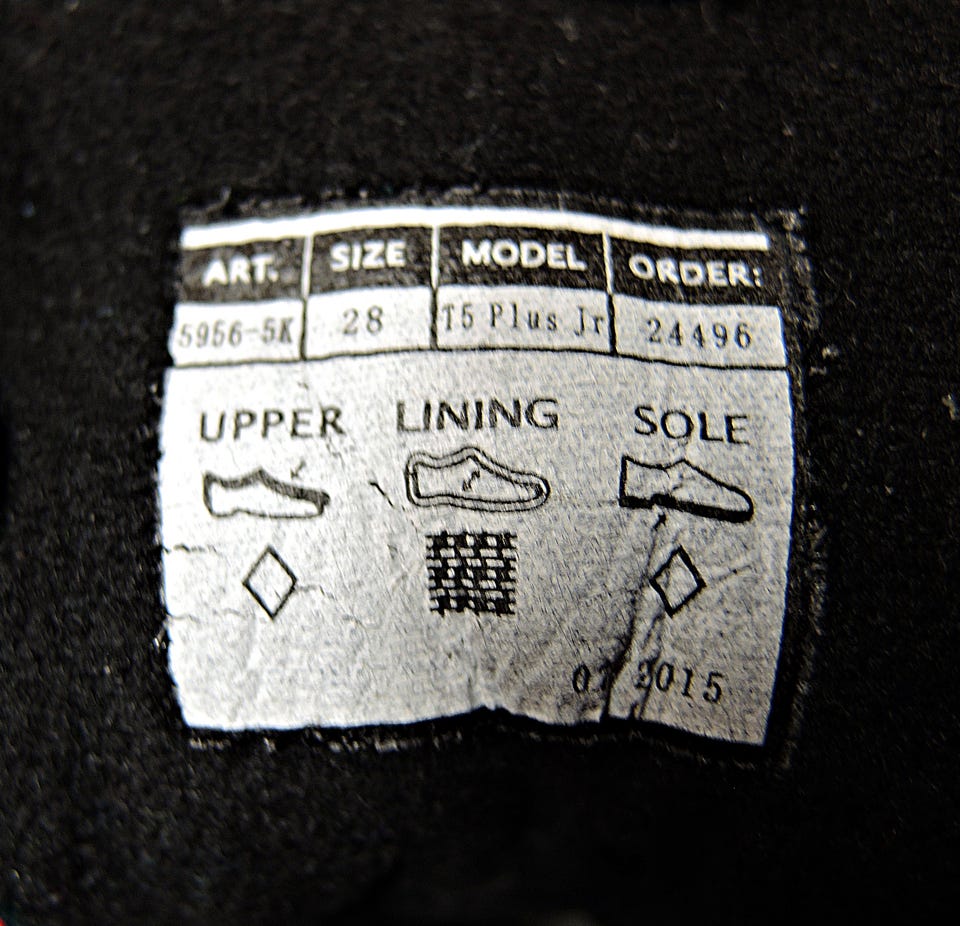 ART. SIZE MODEL ORDER:
5956-5K 28 T5 Plus Jr 24496
UPPER LINING SOLE
2015